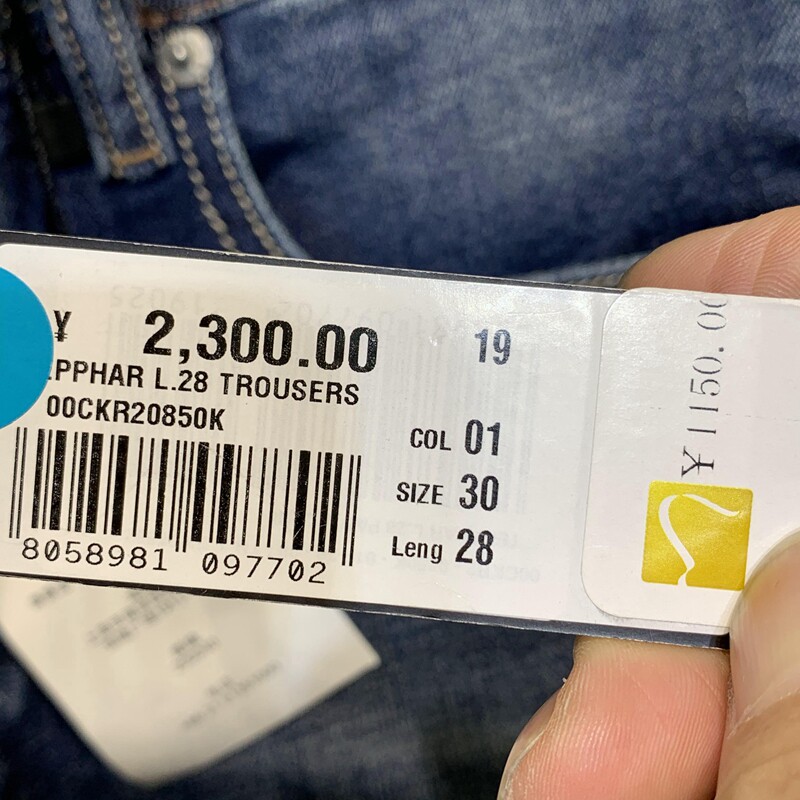 ¥ 2,300.00 19
.PPHAR L.28 TROUSERS
00CKR20850K
COL 01
SIZE 30
Leng 28
8058981 097702
¥1150.00